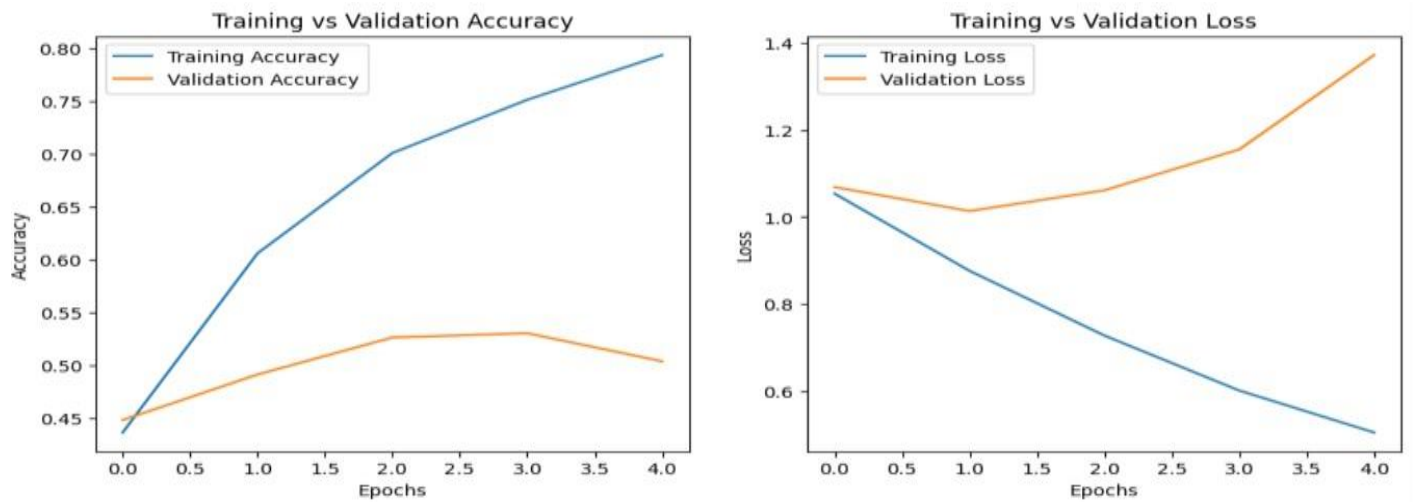 Training vs Validation Accuracy
Training Accuracy
Validation Accuracy
0.80
0.75
0.70
0.65
0.60
0.55
0.50
0.45
Accuracy
0.0 0.5 1.0 1.5 2.0 2.5 3.0 3.5 4.0
Epochs
Training vs Validation Loss
Training Loss
Validation Loss
1.4
1.2
1.0
0.8
0.6
Loss
0.0 0.5 1.0 1.5 2.0 2.5 3.0 3.5 4.0
Epochs